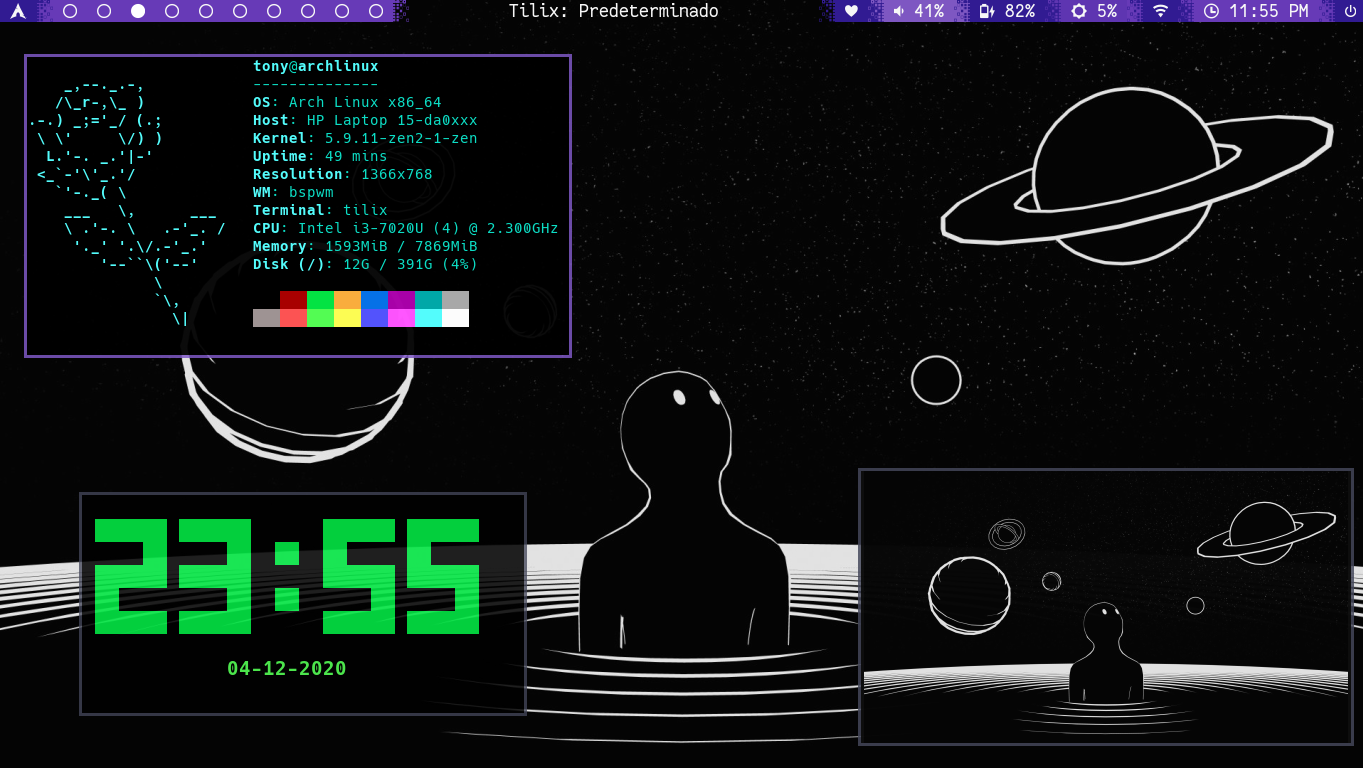 Tilix: Predeterminado
41% 82% 5% 11:55 PM
tony@archlinux
--------------
OS: Arch Linux x86_64
Host: HP Laptop 15-da0xxx
Kernel: 5.9.11-zen2-1-zen
Uptime: 49 mins
Resolution: 1366x768
WM: bspwm
Terminal: tilix
CPU: Intel i3-7020U (4) @ 2.300GHz
Memory: 1593MiB / 7869MiB
Disk (/): 12G / 391G (4%)
23:55
04-12-2020